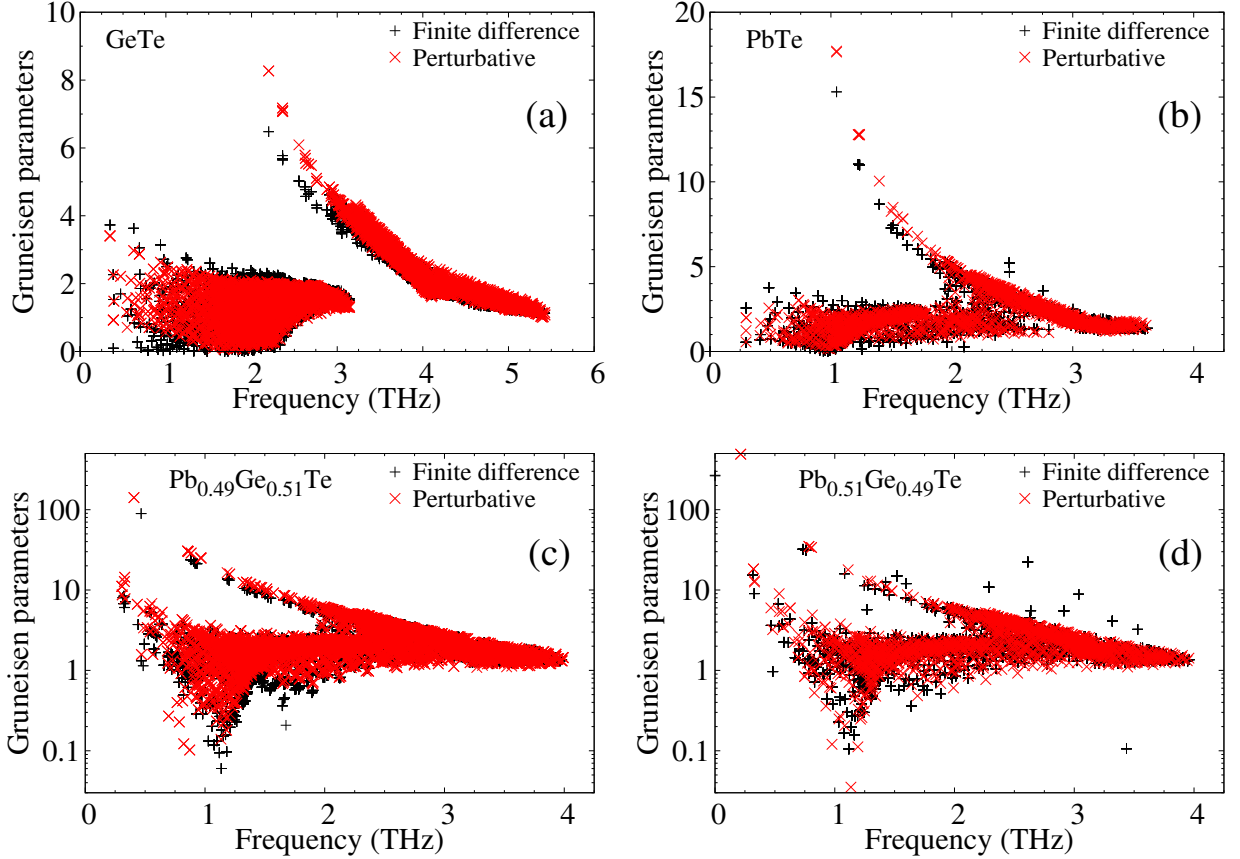 GeTe
+ Finite difference
× Perturbative
(a)
Gruneisen parameters
10
8
6
4
2
0
0 1 2 3 4 5 6
Frequency (THz)
PbTe
+ Finite difference
× Perturbative
(b)
Gruneisen parameters
20
15
10
5
0
0 1 2 3 4
Frequency (THz)
Pb0.49Ge0.51Te
+ Finite difference
× Perturbative
(c)
Gruneisen parameters
100
10
1
0.1
0 1 2 3 4
Frequency (THz)
Pb0.51Ge0.49Te
+ Finite difference
× Perturbative
(d)
Gruneisen parameters
100
10
1
0.1
0 1 2 3 4
Frequency (THz)